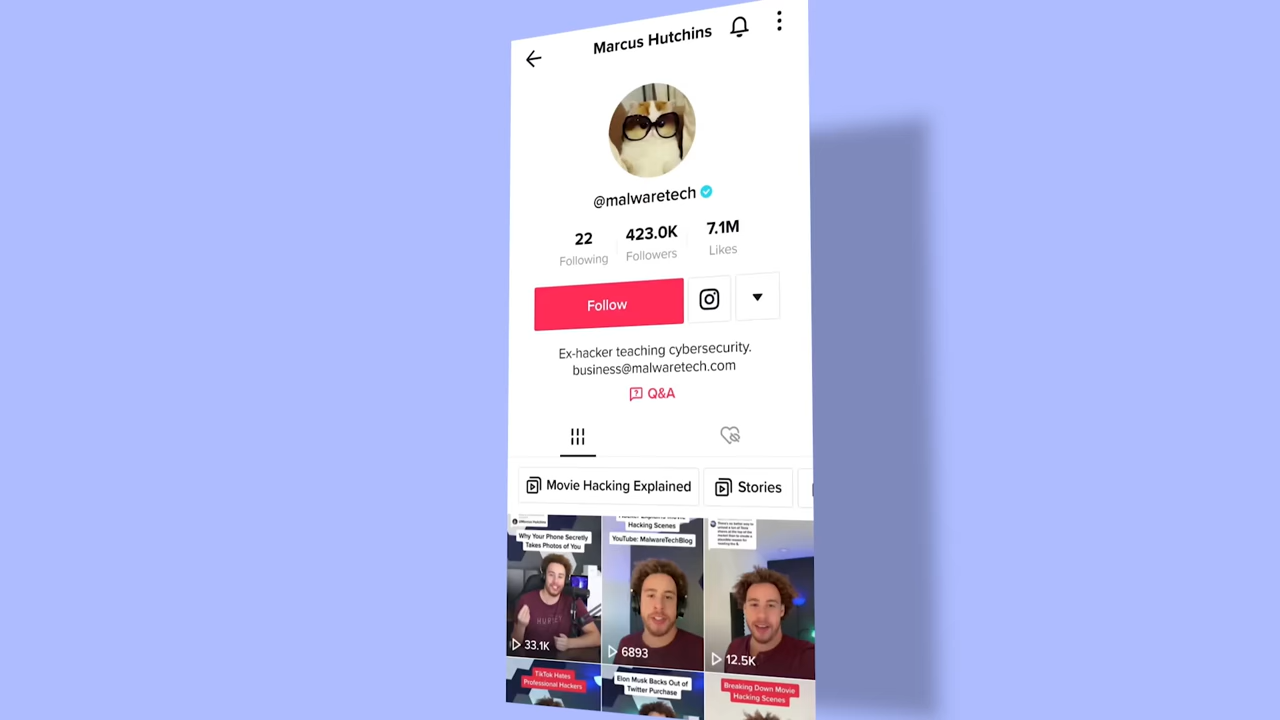 Marcus Hutchins
@malwaretech
22
423.0K
7.1M
Following
Followers
Likes
Follow
Ex-hacker teaching cybersecurity.
business@malwaretech.com
Q&A
Movie Hacking Explained
Stories
Why Your Phone Secretly
Takes Photos of You
33.1K
Hacking Scenes
YouTube: MalwareTechBlog
6893
12.5K
TikTok Hates
Professional Hackers
Elon Musk Backs Out of
Twitter Purchase
Breaking Down Movie
Hacking Scenes